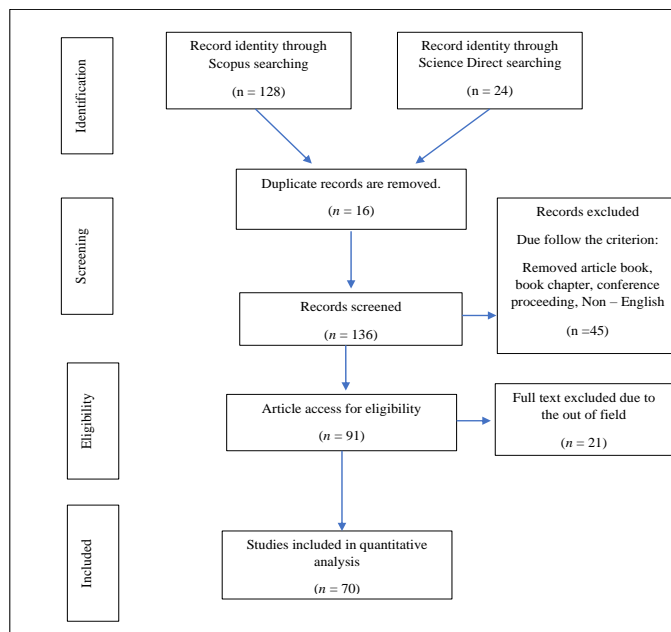 Identification
Record identity through
Scopus searching
(n = 128)
Record identity through
Science Direct searching
(n = 24)
Duplicate records are removed.
(n = 16)
Screening
Records excluded
Due follow the criterion:
Removed article book,
book chapter, conference
proceeding, Non – English
(n =45)
Records screened
(n = 136)
Eligibility
Article access for eligibility
(n = 91)
Full text excluded due to
the out of field
(n = 21)
Included
Studies included in quantitative
analysis
(n = 70)